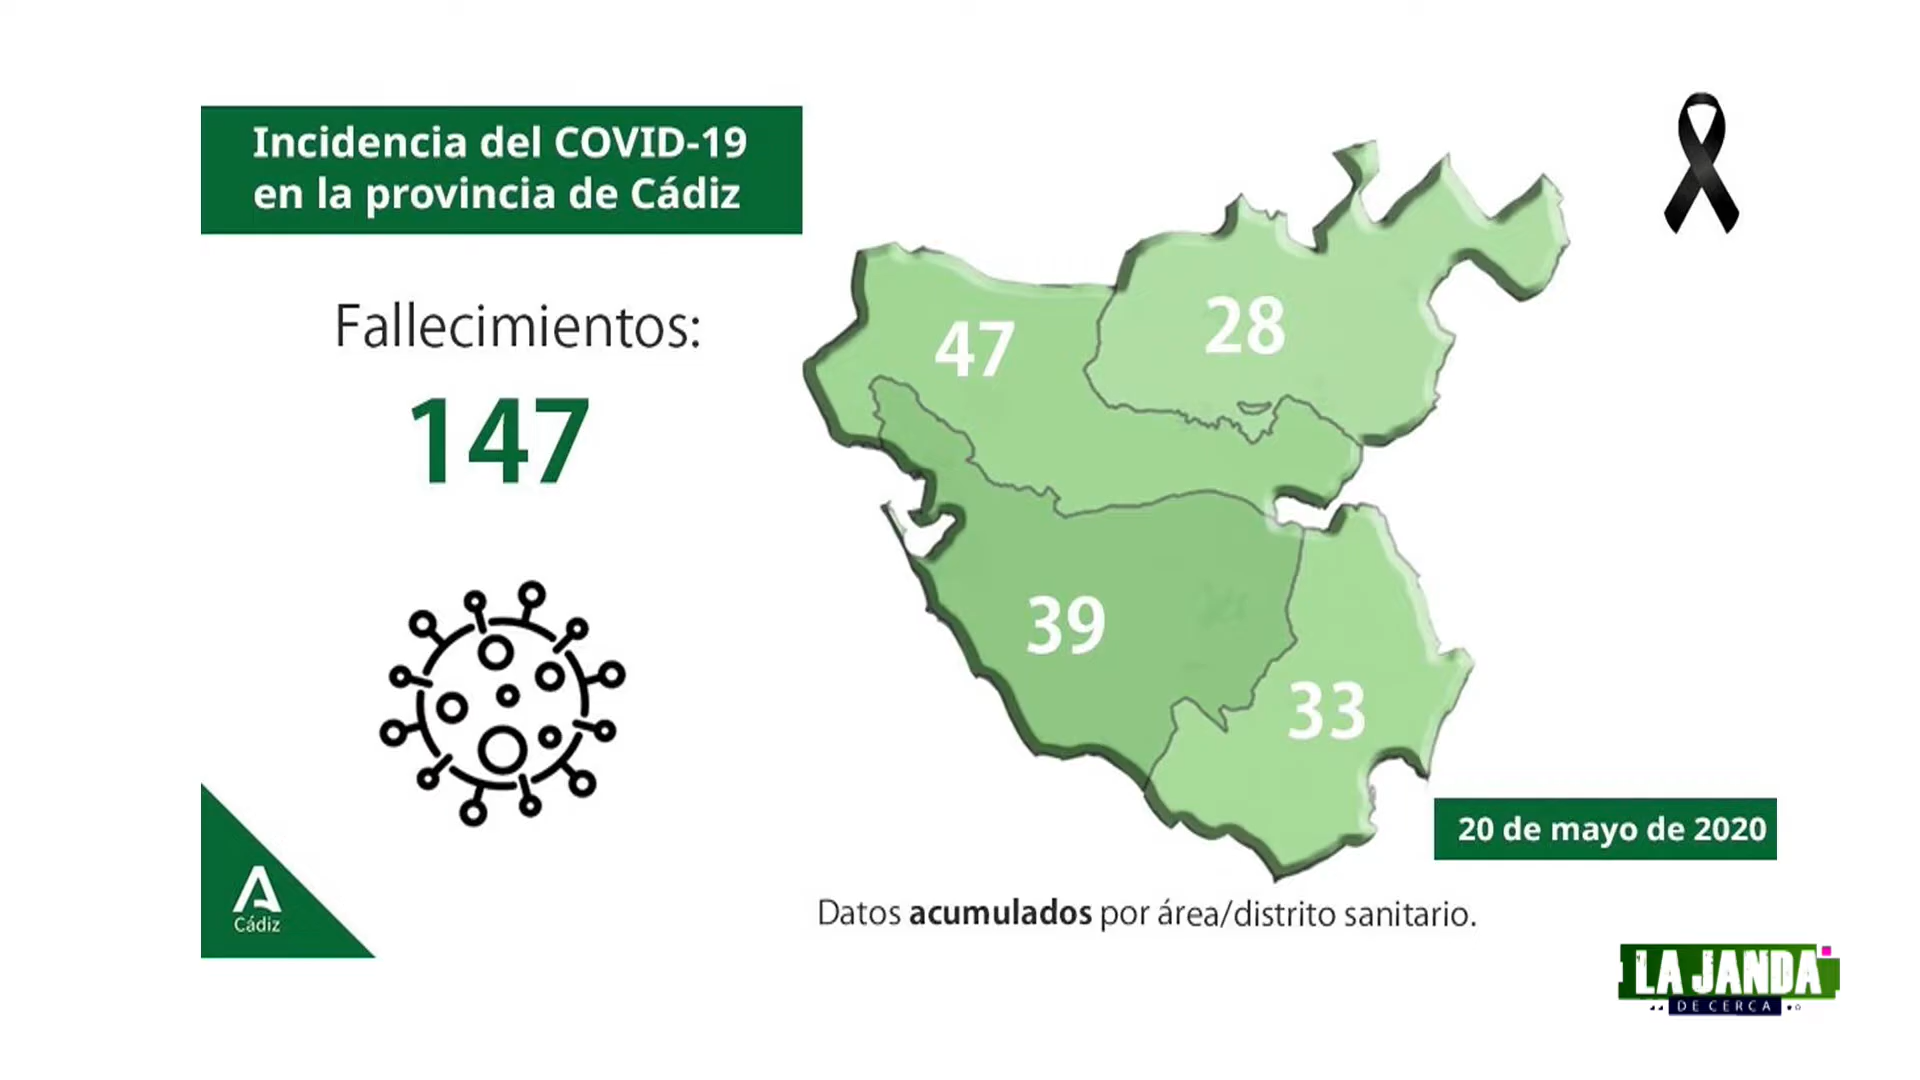 Incidencia del COVID-19
en la provincia de Cádiz
Fallecimientos:
147
47
28
39
33
20 de mayo de 2020
Datos acumulados por área/distrito sanitario.
A
Cádiz
LA JANDA
DE CERCA